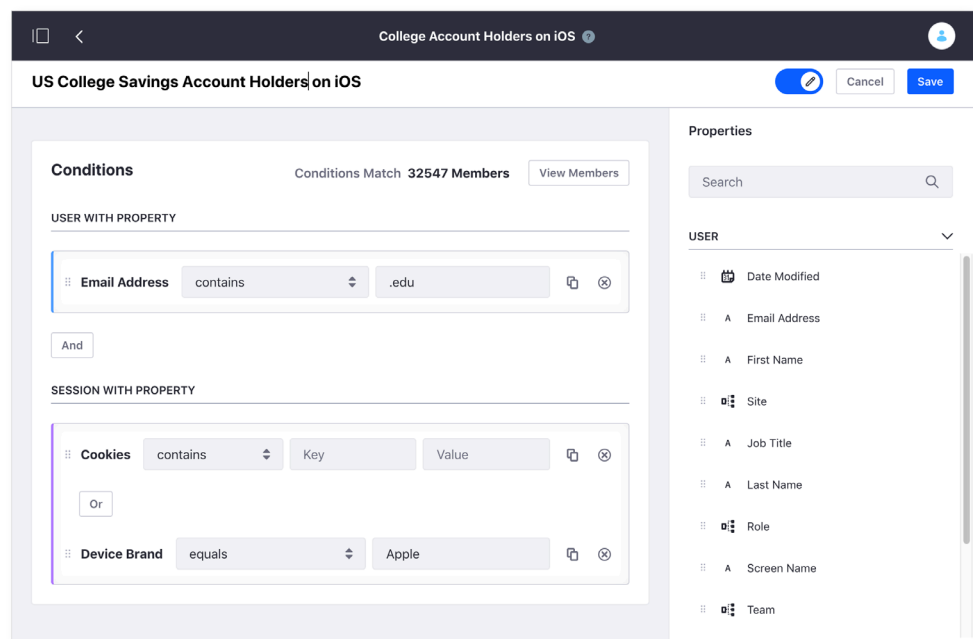 College Account Holders on iOS ?
US College Savings Account Holders on iOS
Cancel
Save
Conditions
Conditions Match 32547 Members
View Members
USER WITH PROPERTY
Email Address contains .edu
And
SESSION WITH PROPERTY
Cookies contains Key Value
Or
Device Brand equals Apple
Properties
Search
USER
Date Modified
A Email Address
A First Name
Site
A Job Title
A Last Name
Role
A Screen Name
Team